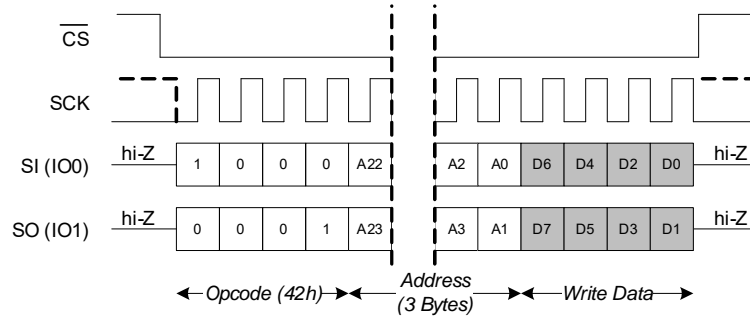 CS
SCK
SI (IO0) hi-Z 1 0 0 0 A22 A2 A0 D6 D4 D2 D0 hi-Z
SO (IO1) hi-Z 0 0 0 1 A23 A3 A1 D7 D5 D3 D1 hi-Z
Opcode (42h) Address (3 Bytes) Write Data